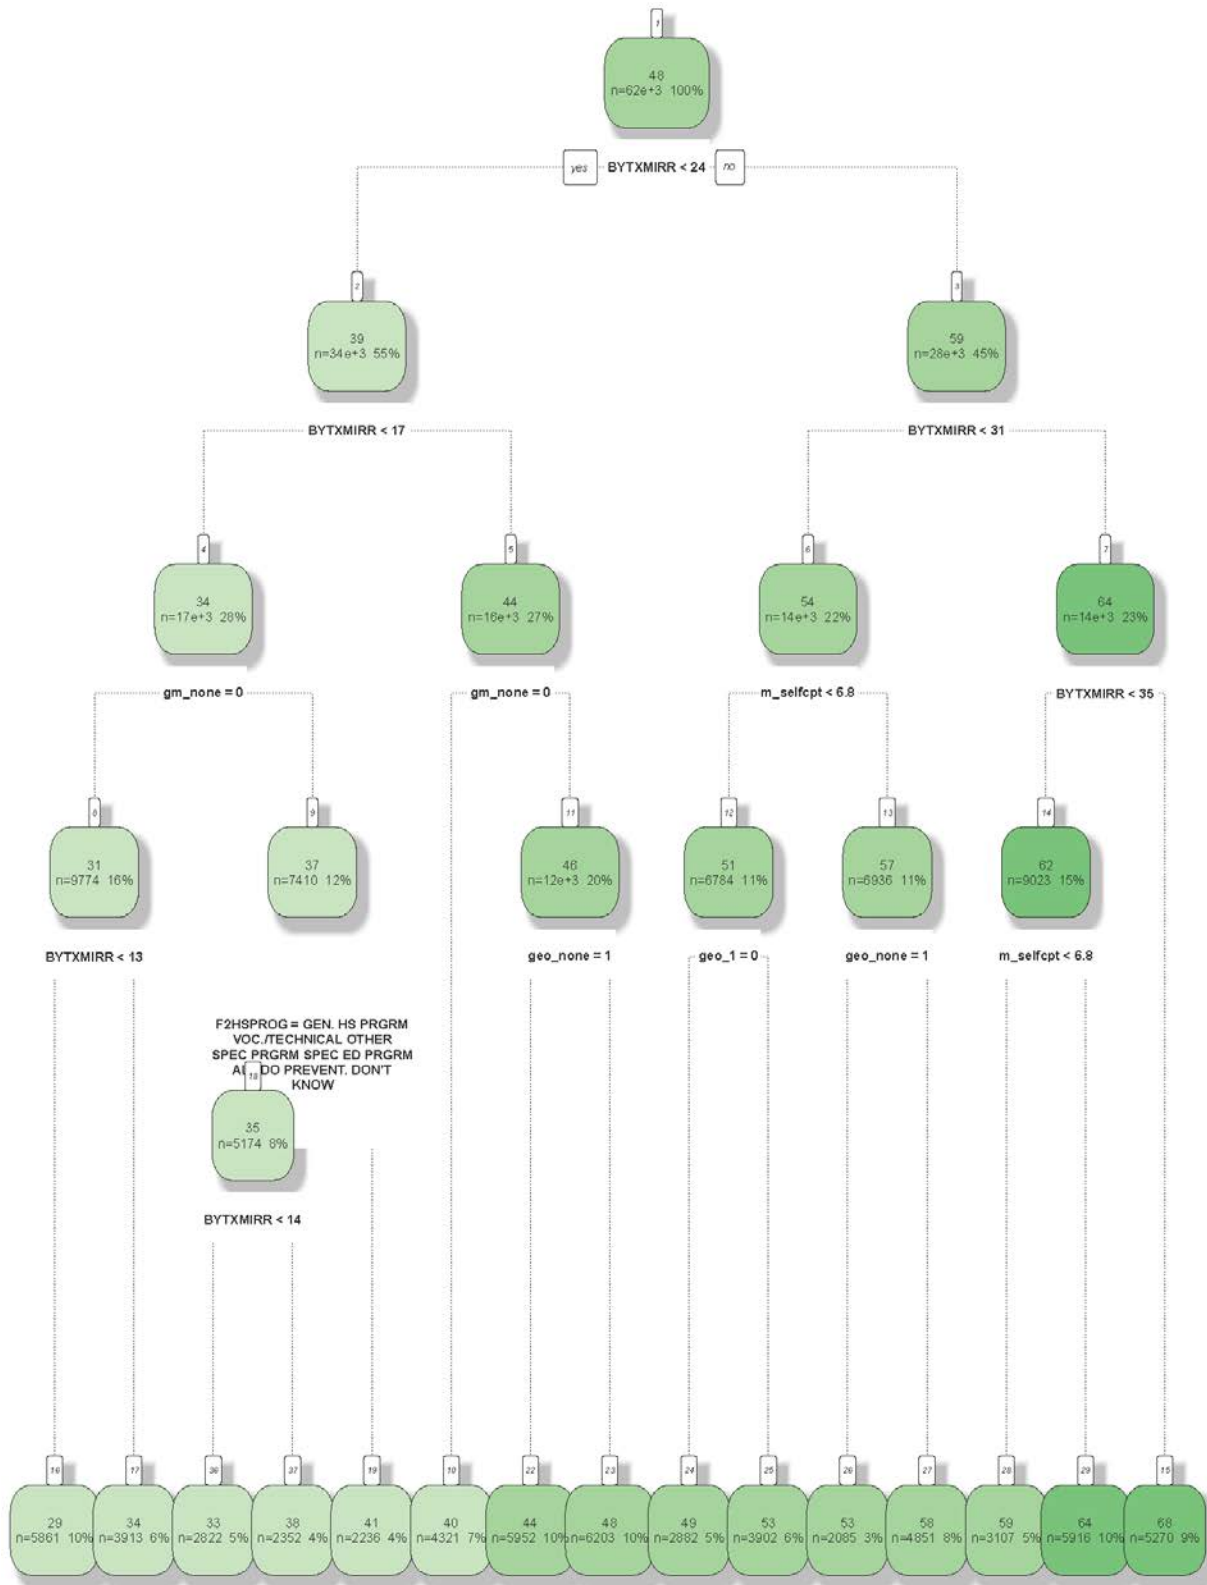 1
48
n=62e+3 100%
yes BYTXMIRR < 24 no
2
3
39
n=34e+3 55%
59
n=28e+3 45%
BYTXMIRR < 17
BYTXMIRR < 31
4
5
6
7
34
n=17e+3 28%
44
n=16e+3 27%
54
n=14e+3 22%
64
n=14e+3 23%
gm_none = 0
gm_none = 0
m_selfcpt < 6.8
BYTXMIRR < 35
8
9
11
12
13
14
31
n=9774 16%
37
n=7410 12%
46
n=12e+3 20%
51
n=6784 11%
57
n=6936 11%
62
n=9023 15%
BYTXMIRR < 13
geo_none = 1
geo_1 = 0
geo_none = 1
m_selfcpt < 6.8
F2HSPROG = GEN. HS PRGRM
VOC./TECHNICAL OTHER
SPEC PRGRM SPEC ED PRGRM
DO PREVENT. DON'T
KNOW
18
35
n=5174 8%
BYTXMIRR < 14
16
17
36
37
19
10
22
23
24
25
26
27
28
29
15
29
n=5861 10%
34
n=3913 6%
33
n=2822 5%
38
n=2352 4%
41
n=2236 4%
40
n=4321 7%
44
n=5952 10%
48
n=6203 10%
49
n=2882 5%
53
n=3902 6%
53
n=2085 3%
58
n=4851 8%
59
n=3107 5%
64
n=5916 10%
68
n=5270 9%